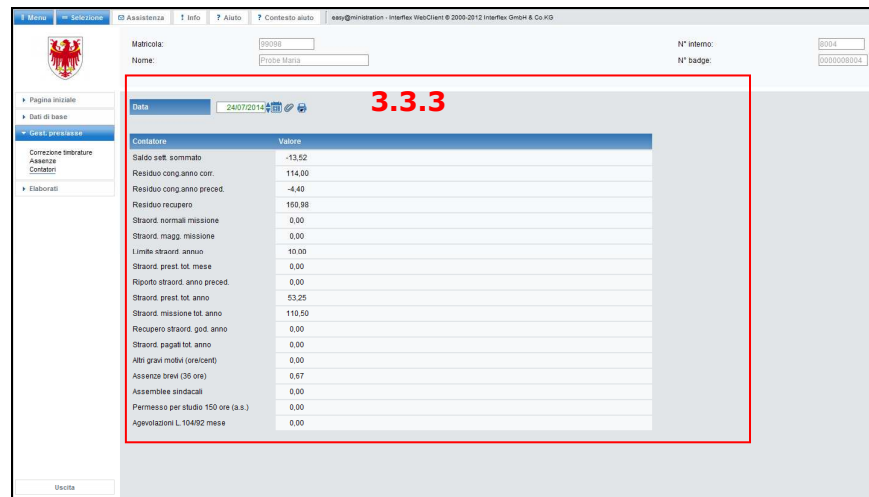 Menu Selezione Assistenza ! Info ? Aiuto ? Contesto aiuto easy@ministration - Interflex WebClient © 2000-2012 Interflex GmbH & Co.KG
Matricola: 99098 N° interno: 8004
Nome: Probe Maria N° badge: 0000008004
Pagina iniziale
Dati di base
Gest. pres/asse
Correzione timbrature
Assenze
Contatori
Elaborati
Data 24/07/2014 3.3.3
Contatore Valore
Saldo sett. sommato -13,52
Residuo cong.anno corr. 114,00
Residuo cong.anno preced. -4,40
Residuo recupero 160,98
Straord. normali missione 0,00
Straord. magg. missione 0,00
Limite straord. annuo 10,00
Straord. prest. tot. mese 0,00
Riporto straord. anno preced. 0,00
Straord. prest. tot. anno 53,25
Straord. missione tot. anno 110,50
Recupero straord. god. anno 0,00
Straord. pagati tot. anno 0,00
Altri gravi motivi (ore/cent) 0,00
Assenze brevi (36 ore) 0,67
Assemblee sindacali 0,00
Permesso per studio 150 ore (a.s.) 0,00
Agevolazioni L.104/92 mese 0,00
Uscita